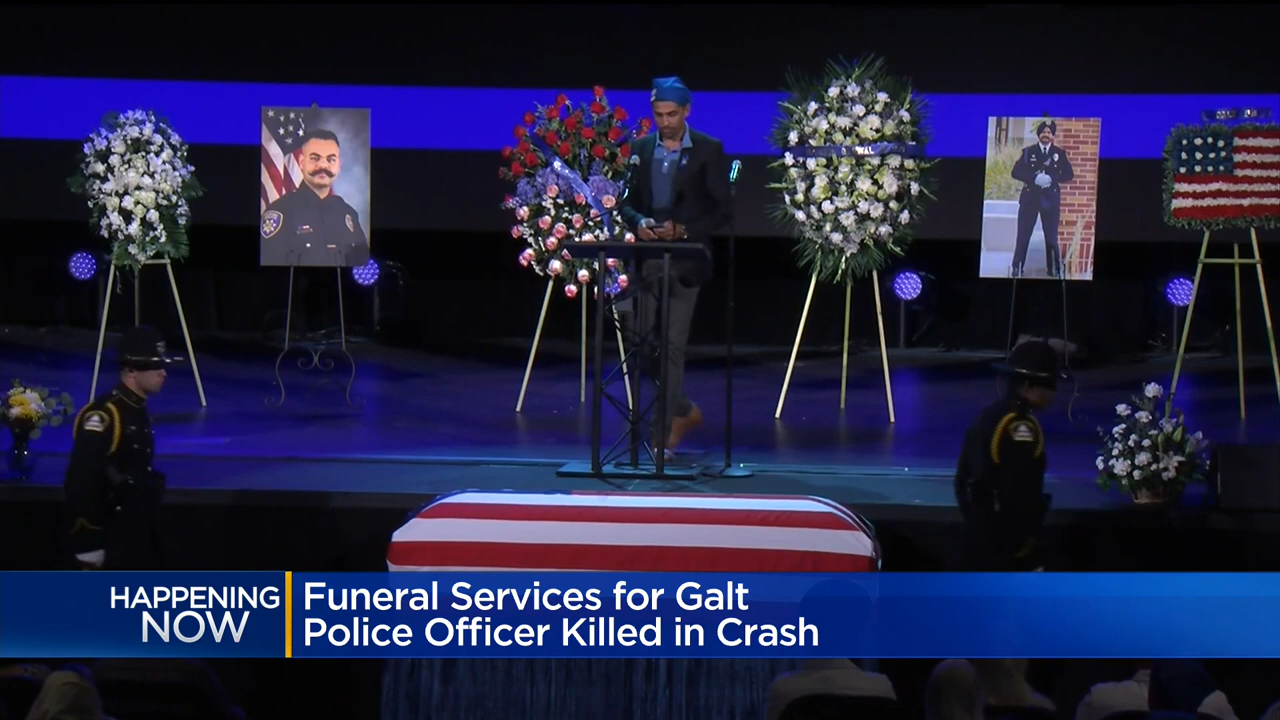 HAPPENING
NOW
Funeral Services for Galt
Police Officer Killed in Crash